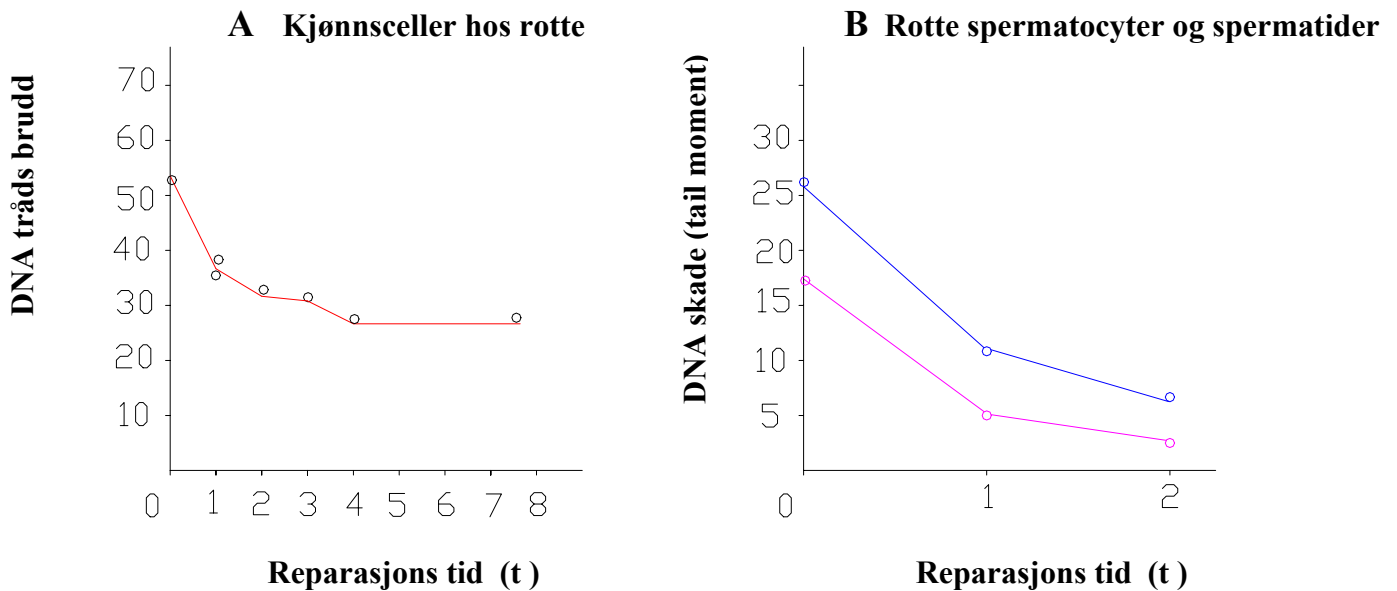 A Kjønnsceller hos rotte
DNA tråds brudd
70
60
50
40
30
20
10
0 1 2 3 4 5 6 7 8
Reparasjons tid (t )
B Rotte spermatocyter og spermatider
DNA skade (tail moment)
30
25
20
15
10
5
0 1 2
Reparasjons tid (t )